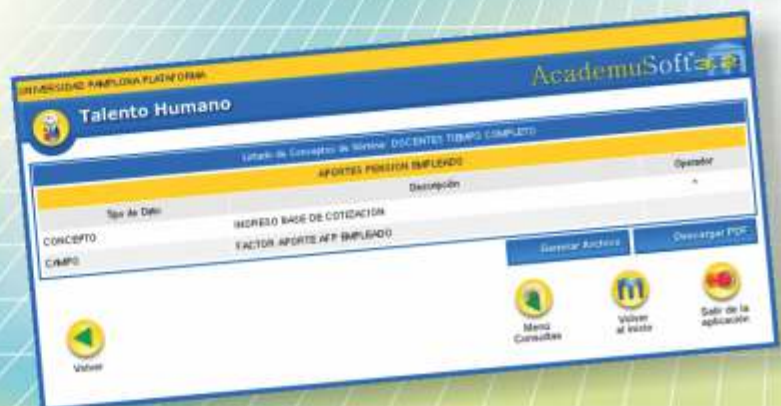 UNIVERSIDAD PAMPLONA PLATAFORMA
AcademuSoft
Talento Humano
Listado de Conceptos de Nómina DOCENTES TIEMPO COMPLETO
APORTES PENSION EMPLEADO
Tipo de Dato Descripción Operador
CONCEPTO INGRESO BASE DE COTIZACION *
CAMPO FACTOR APORTE AFP EMPLEADO
Generar Archivo Descargar PDF
Volver
Menú Consultas
Volver al inicio
Salir de la aplicación